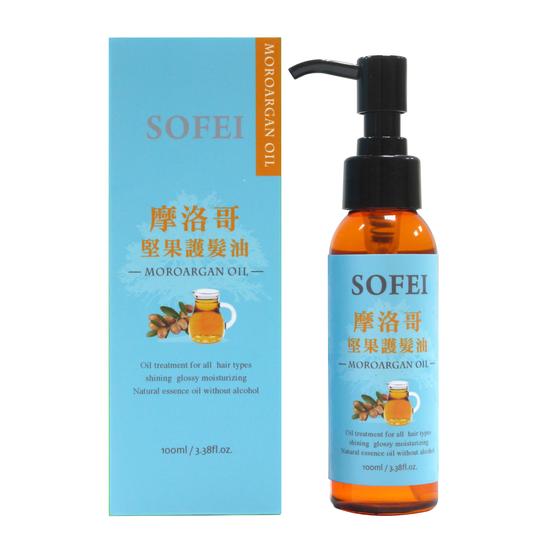 MOROARGAN OIL
SOFEI
摩洛哥
堅果護髮油
MOROARGAN OIL
Oil treatment for all hair types
shining glossy moisturizing
Natural essence oil without alcohol
100ml / 3.38fl.oz.
SOFEI
摩洛哥
堅果護髮油
MOROARGAN OIL
Oil treatment for all hair types
shining glossy moisturizing
Natural essence oil without alcohol
100ml / 3.38fl.oz.